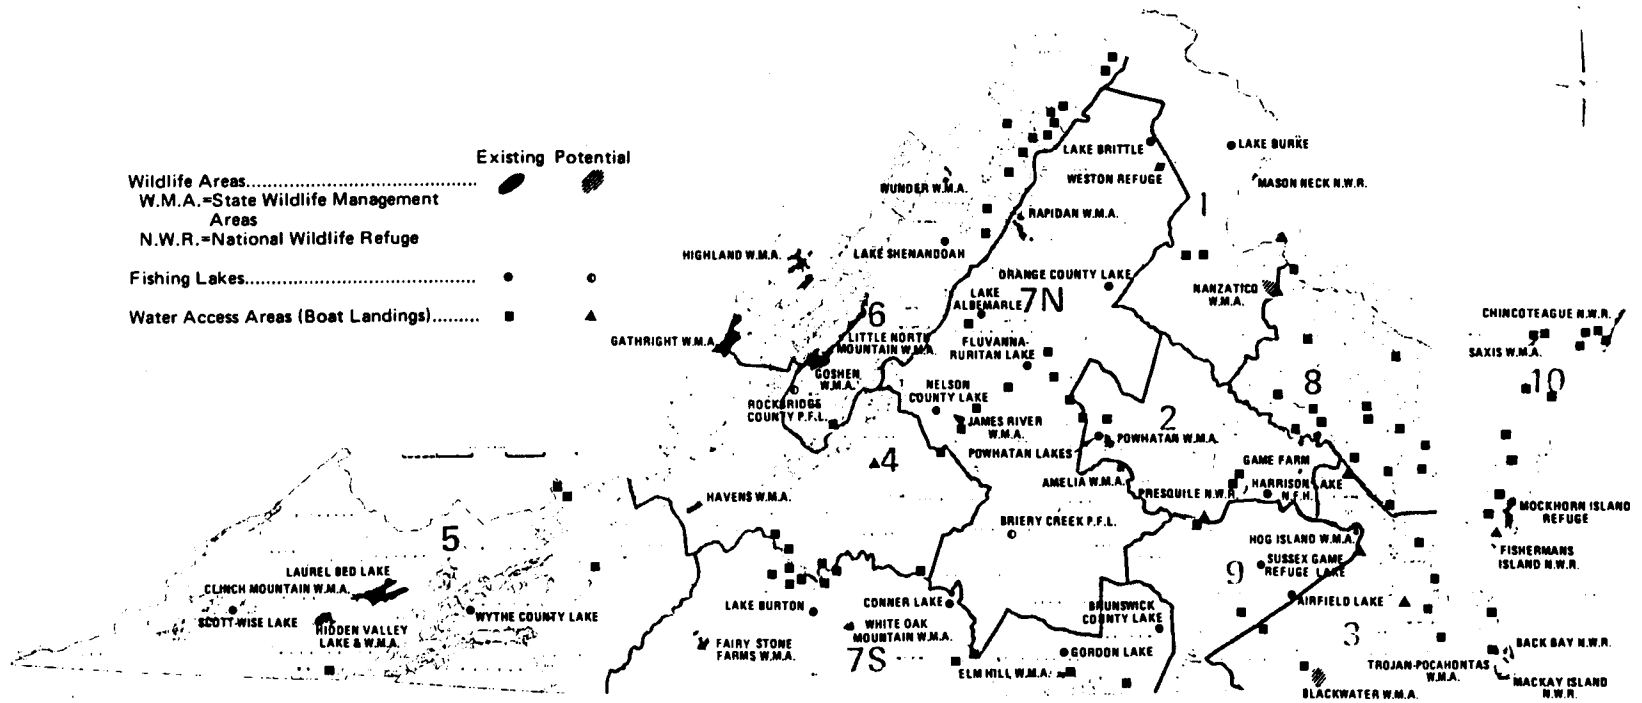 Existing Potential
Wildlife Areas
W.M.A.=State Wildlife Management
Areas
N.W.R.=National Wildlife Refuge
Fishing Lakes
Water Access Areas (Boat Landings)
LAKE BRITTLE
LAKE BURKE
WESTON REFUGE
MASON NECK N.W.R.
WUNDER W.M.A.
1
RAPIDAN W.M.A.
HIGHLAND W.M.A.
LAKE SHENANDOAH
ORANGE COUNTY LAKE
NANZATICO
W.M.A.
LAKE
ALBEMARLE
7N
6
CHINCOTEAGUE N.W.R.
GATHRIGHT W.M.A.
LITTLE NORTH
MOUNTAIN W.M.A.
FLUVANNA-
RURITAN LAKE
SAXIS W.M.A.
GOSHEN
W.M.A.
NELSON
COUNTY LAKE
8
10
ROCKBRIDGE
COUNTY P.F.L.
JAMES RIVER
W.M.A.
2
POWHATAN W.M.A.
POWHATAN LAKES
4
GAME FARM
AMELIA W.M.A.
HARRISON LAKE
N.F.H.
PRESQUILE N.W.R.
HAVENS W.M.A.
MOCKHORN ISLAND
REFUGE
BRIERY CREEK P.F.L.
HOG ISLAND W.M.A.
5
FISHERMANS
ISLAND N.W.R.
SUSSEX GAME
REFUGE LAKE
9
LAUREL BED LAKE
CLINCH MOUNTAIN W.M.A.
SCOTT-WISE LAKE
WYTHE COUNTY LAKE
LAKE BURTON
CONNER LAKE
BRUNSWICK
COUNTY LAKE
AIRFIELD LAKE
HIDDEN VALLEY
LAKE & W.M.A.
WHITE OAK
MOUNTAIN W.M.A.
3
FAIRY STONE
FARMS W.M.A.
7S
GORDON LAKE
BACK BAY N.W.R.
ELM HILL W.M.A.
TROJAN-POCAHONTAS
W.M.A.
MACKAY ISLAND
N.W.R.
BLACKWATER W.M.A.